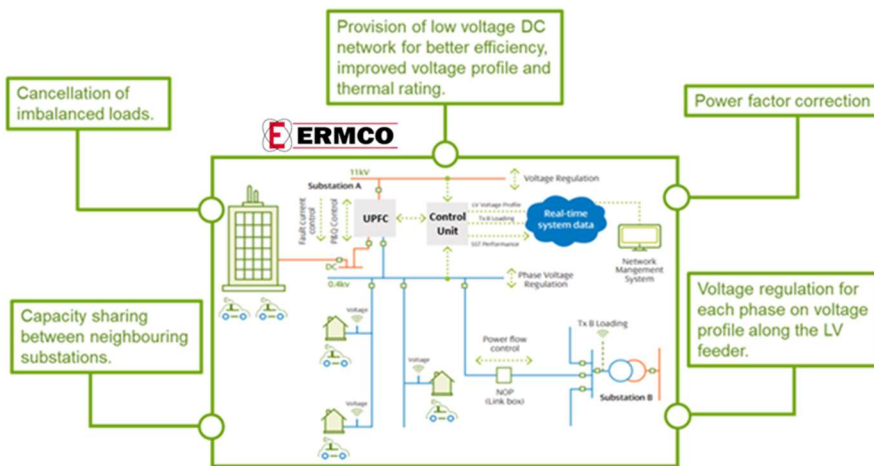 Provision of low voltage DC
network for better efficiency,
improved voltage profile and
thermal rating.
Cancellation of
imbalanced loads.
Power factor correction
E ERMCO
11kV
Substation A
Voltage Regulation
Fault current
control
P&Q Control
UPFC
Control
Unit
LV Voltage Profile
Tx B Loading
SST Performance
Real-time
system data
Network
Mangement
System
DC
0.4kv
Phase Voltage
Regulation
Capacity sharing
between neighbouring
substations.
Voltage regulation for
each phase on voltage
profile along the LV
feeder.
Voltage
Voltage
Voltage
Power flow
control
NOP
(Link box)
Tx B Loading
Substation B